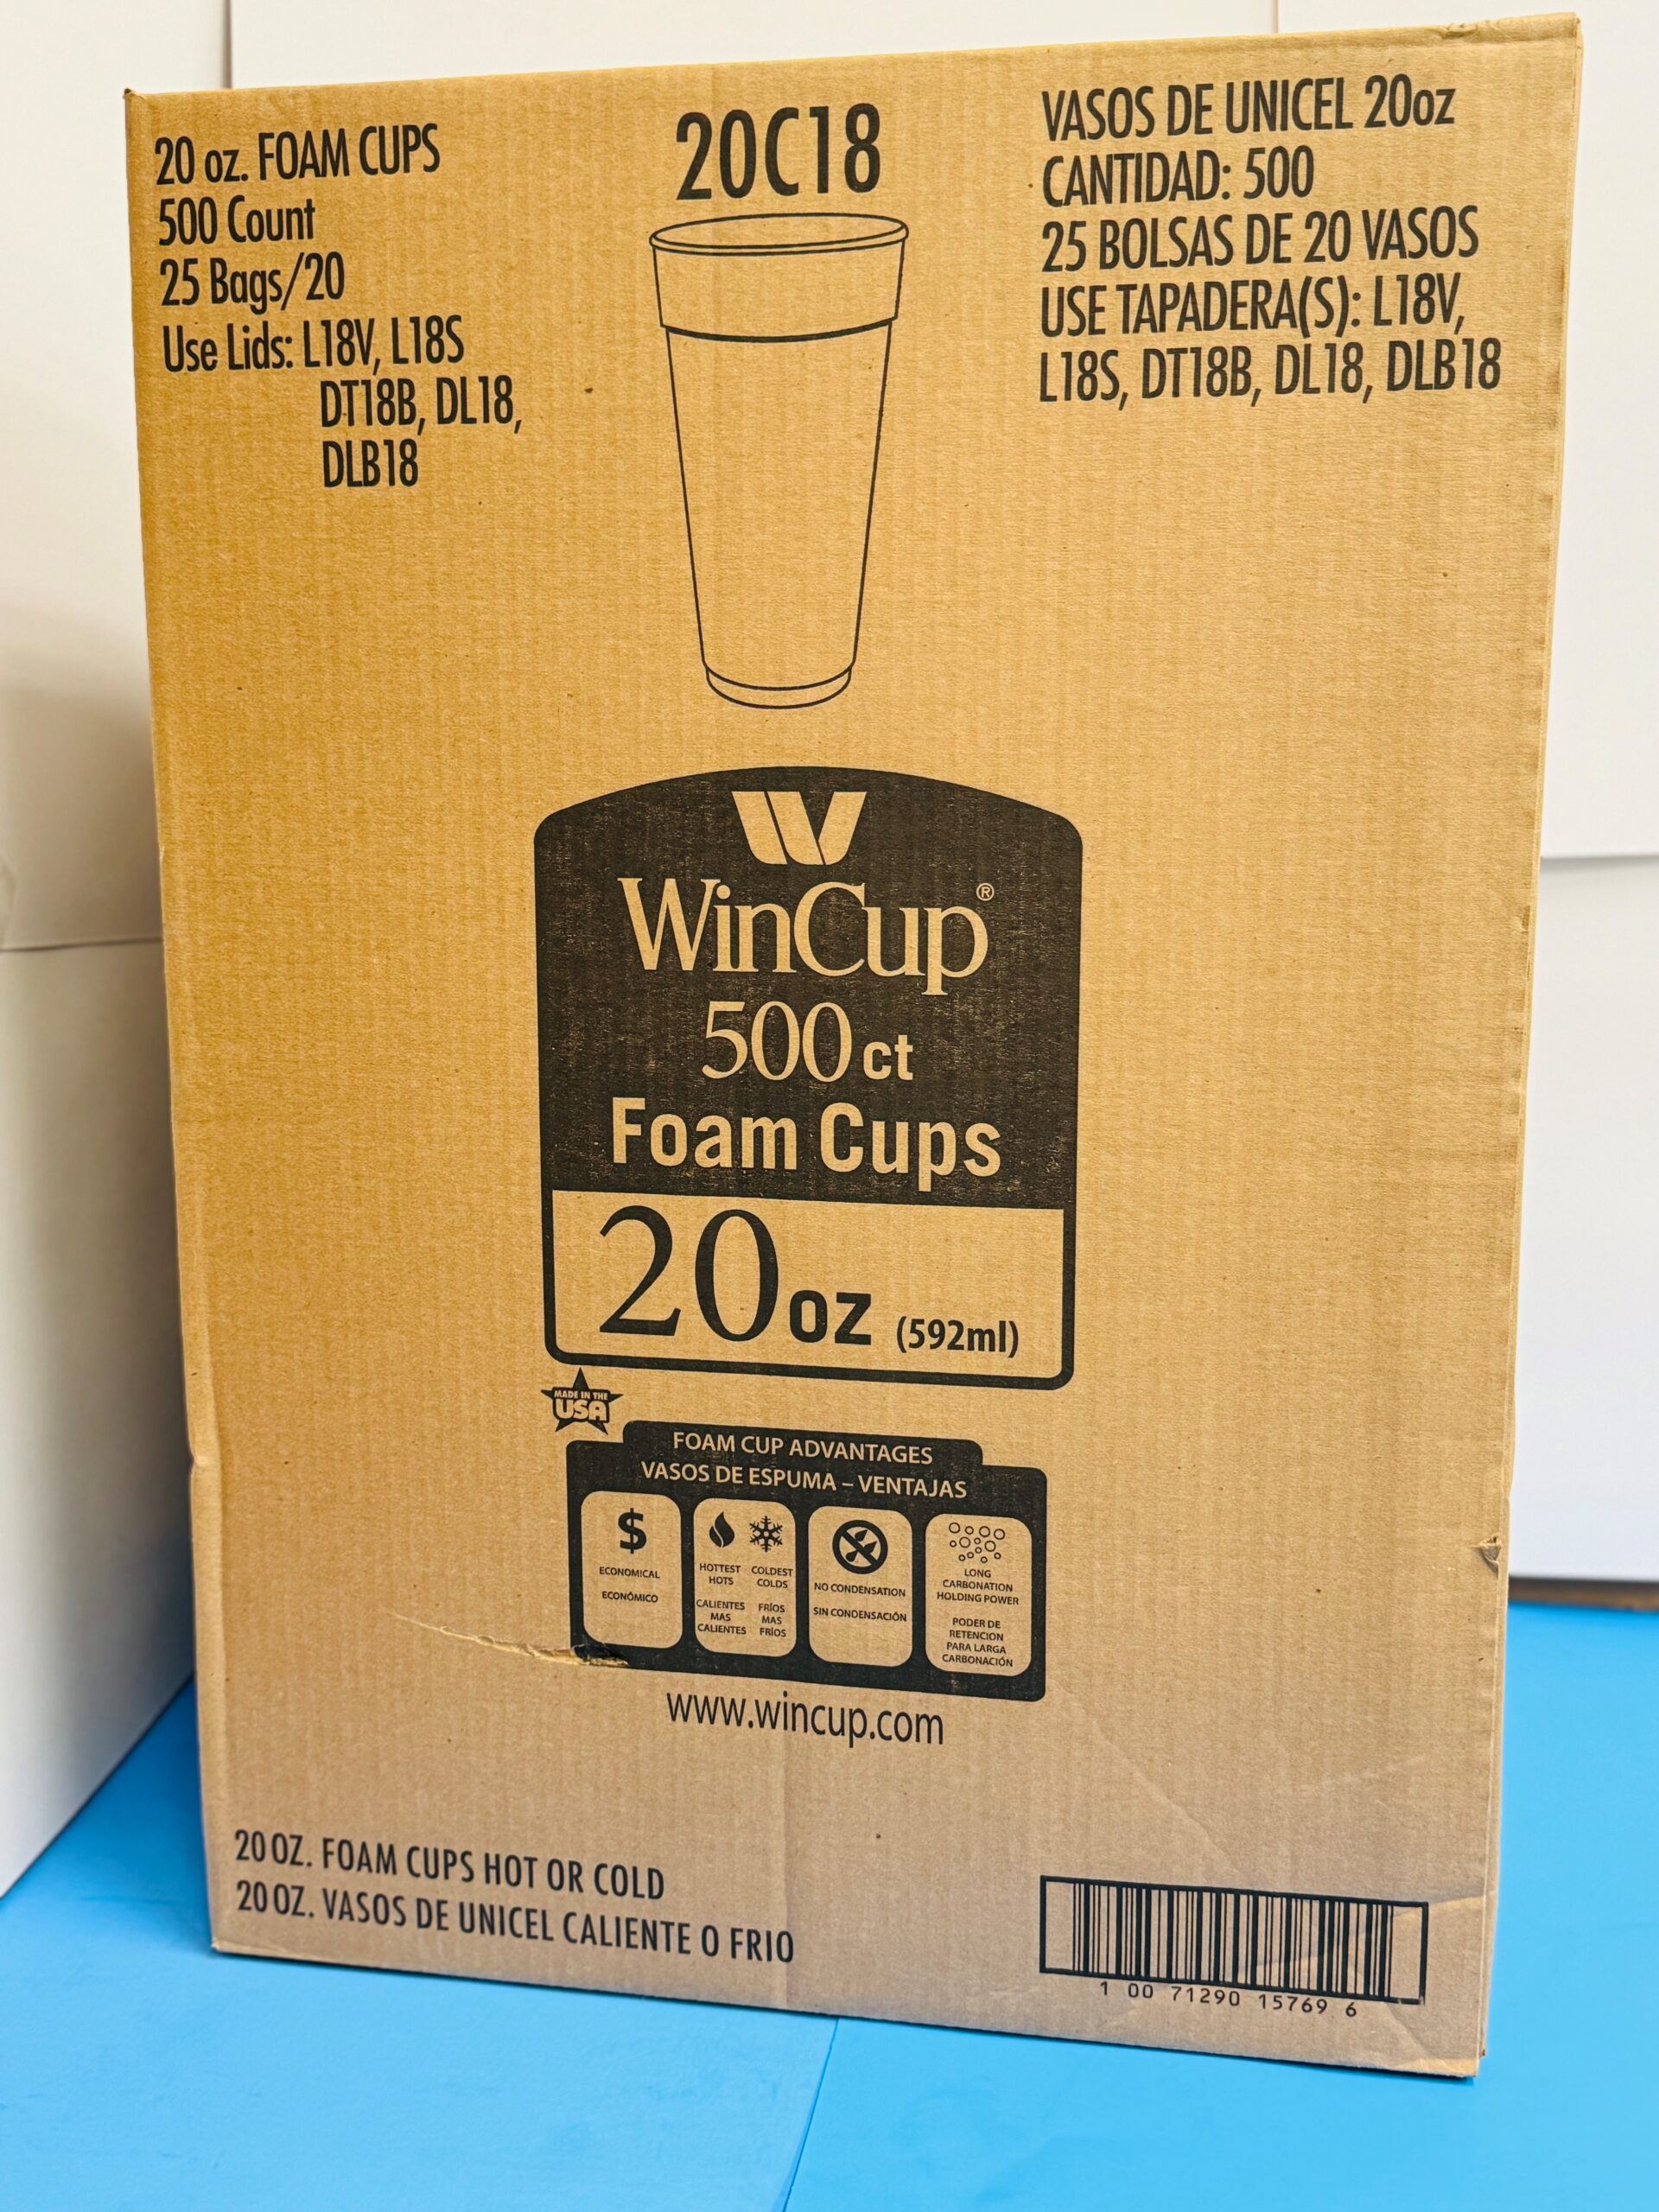 20 oz. FOAM CUPS
500 Count
25 Bags/20
Use Lids: L18V, L18S
DT18B, DL18,
DLB18
20C18
VASOS DE UNICEL 20oz
CANTIDAD: 500
25 BOLSAS DE 20 VASOS
USE TAPADERA(S): L18V,
L18S, DT18B, DL18, DLB18
WinCup®
500 ct
Foam Cups
20 oz (592ml)
MADE IN THE
USA
FOAM CUP ADVANTAGES
VASOS DE ESPUMA – VENTAJAS
$
ECONOMICAL
ECONÓMICO
HOTTEST
HOTS
CALIENTES
MAS
CALIENTES
COLDEST
COLDS
FRÍOS
MAS
FRÍOS
NO CONDENSATION
SIN CONDENSACIÓN
LONG
CARBONATION
HOLDING POWER
PODER DE
RETENCION
PARA LARGA
CARBONACIÓN
www.wincup.com
20 OZ. FOAM CUPS HOT OR COLD
20 OZ. VASOS DE UNICEL CALIENTE O FRIO
1 00 71290 15769 6